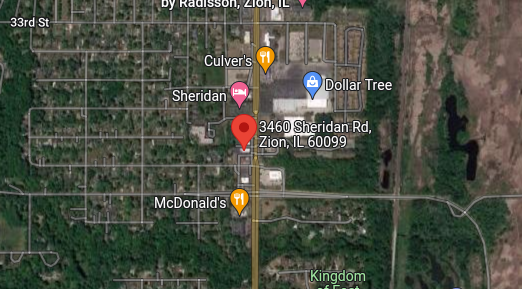 by Radisson, Zion, IL
33rd St
Culver's
Dollar Tree
Sheridan
3460 Sheridan Rd,
Zion, IL 60099
McDonald's
Kingdom
of East